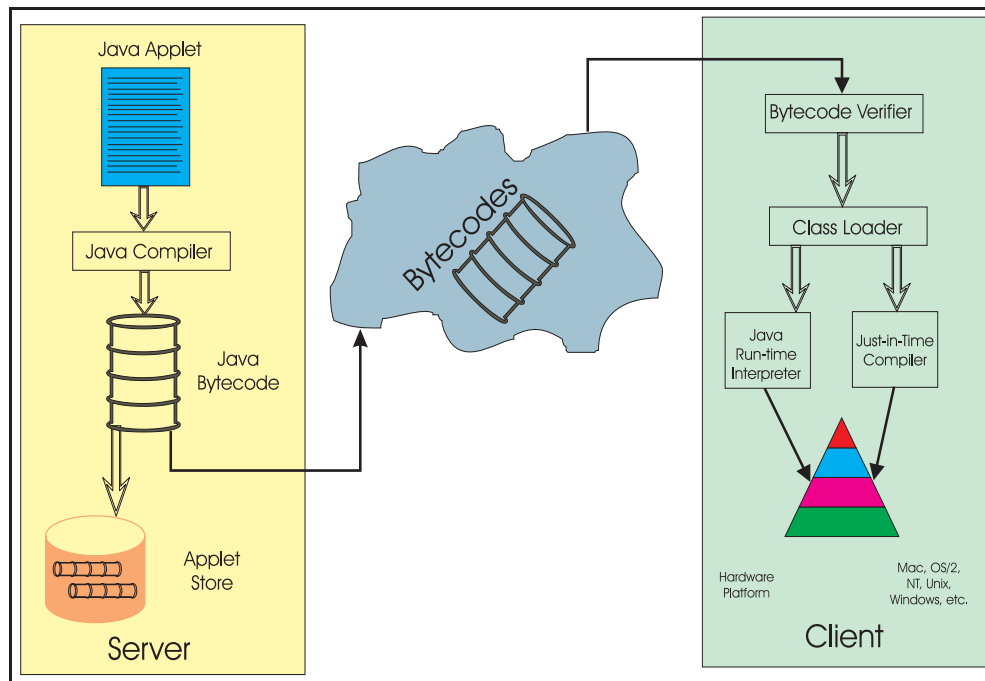 Java Applet
Java Compiler
Java
Bytecode
Applet
Store
Server
Bytecodes
Bytecode Verifier
Class Loader
Java
Run-time
Interpreter
Just-in-Time
Compiler
Hardware
Platform
Mac, OS/2,
NT, Unix,
Windows, etc.
Client